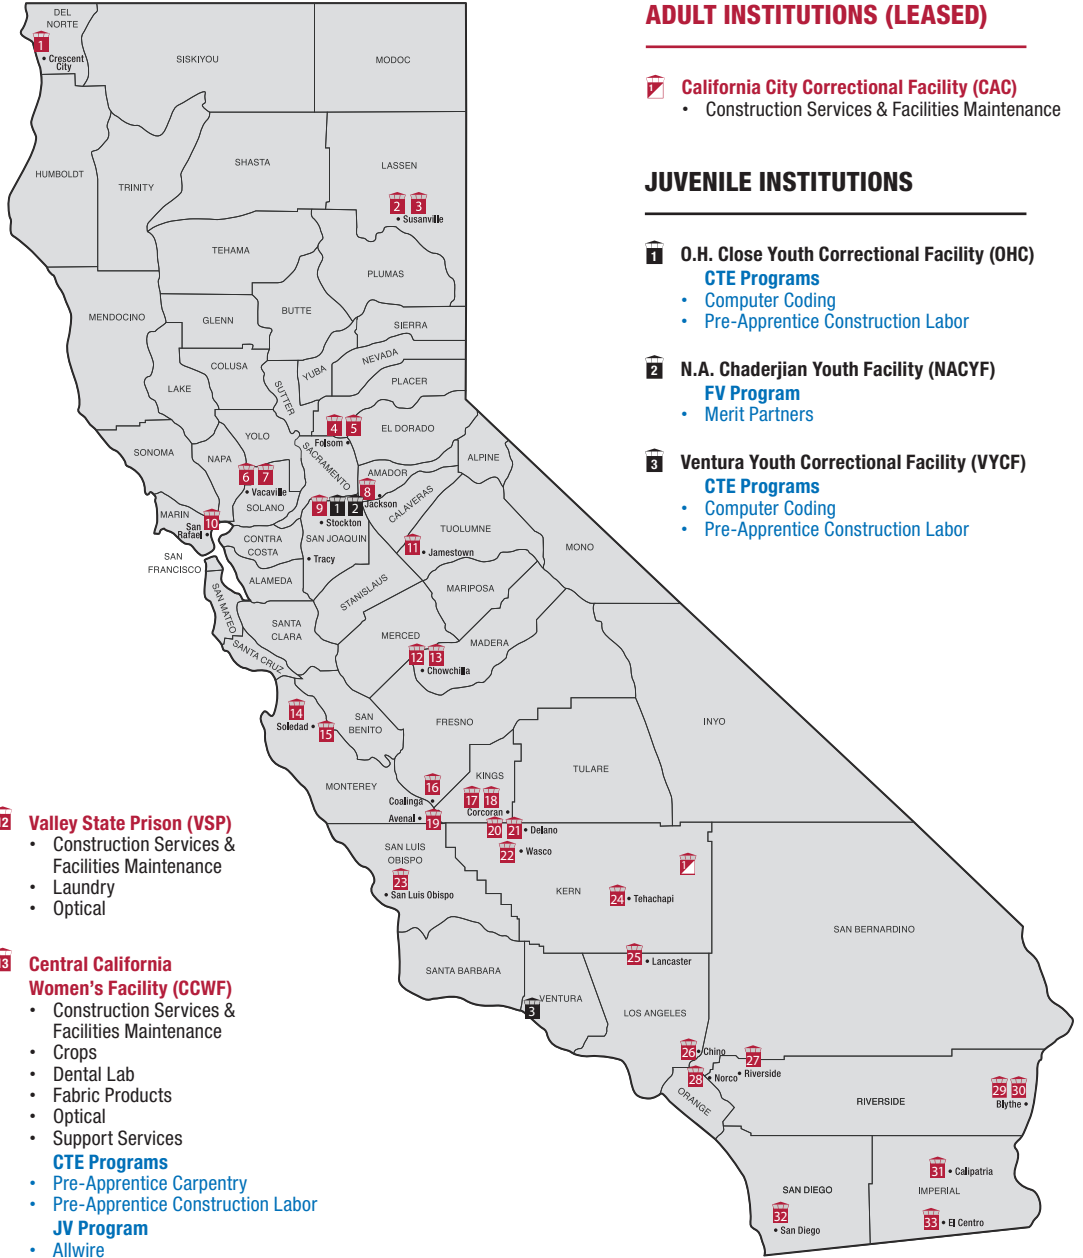 ADULT INSTITUTIONS (LEASED)
1 California City Correctional Facility (CAC)
• Construction Services & Facilities Maintenance
JUVENILE INSTITUTIONS
1 O.H. Close Youth Correctional Facility (OHC)
CTE Programs
• Computer Coding
• Pre-Apprentice Construction Labor
2 N.A. Chaderjian Youth Facility (NACYF)
FV Program
• Merit Partners
3 Ventura Youth Correctional Facility (VYCF)
CTE Programs
• Computer Coding
• Pre-Apprentice Construction Labor
DEL
NORTE
1
• Crescent
City
SISKIYOU
MODOC
HUMBOLDT
TRINITY
SHASTA
LASSEN
2 3
• Susanville
TEHAMA
PLUMAS
MENDOCINO
GLENN
BUTTE
SIERRA
NEVADA
YUBA
COLUSA
SUTTER
PLACER
LAKE
4 5
Folsom •
EL DORADO
YOLO
SACRAMENTO
SONOMA
NAPA
AMADOR
ALPINE
6 7
• Vacaville
8
Jackson
SOLANO
CALAVERAS
9 1 2
• Stockton
MARIN
10
San
Rafael •
CONTRA
COSTA
SAN JOAQUIN
TUOLUMNE
11 • Jamestown
MONO
• Tracy
SAN
FRANCISCO
ALAMEDA
STANISLAUS
MARIPOSA
SAN MATEO
SANTA
CLARA
MERCED
MADERA
SANTA CRUZ
12 13
• Chowchilla
14
Soledad •
15
SAN
BENITO
FRESNO
INYO
MONTEREY
16
Coalinga •
KINGS
TULARE
17 18
Corcoran •
Avenal • 19
20 21 • Delano
22 • Wasco
SAN LUIS
OBISPO
23
• San Luis Obispo
1
KERN
24 • Tehachapi
SAN BERNARDINO
25 • Lancaster
SANTA BARBARA
3
VENTURA
LOS ANGELES
26 • Chino
27
28 • Norco • Riverside
ORANGE
RIVERSIDE
29 30
Blythe •
31 • Calipatria
SAN DIEGO
IMPERIAL
32
• San Diego
33 • El Centro
12 Valley State Prison (VSP)
• Construction Services &
Facilities Maintenance
• Laundry
• Optical
13 Central California
Women's Facility (CCWF)
• Construction Services &
Facilities Maintenance
• Crops
• Dental Lab
• Fabric Products
• Optical
• Support Services
CTE Programs
• Pre-Apprentice Carpentry
• Pre-Apprentice Construction Labor
JV Program
• Allwire